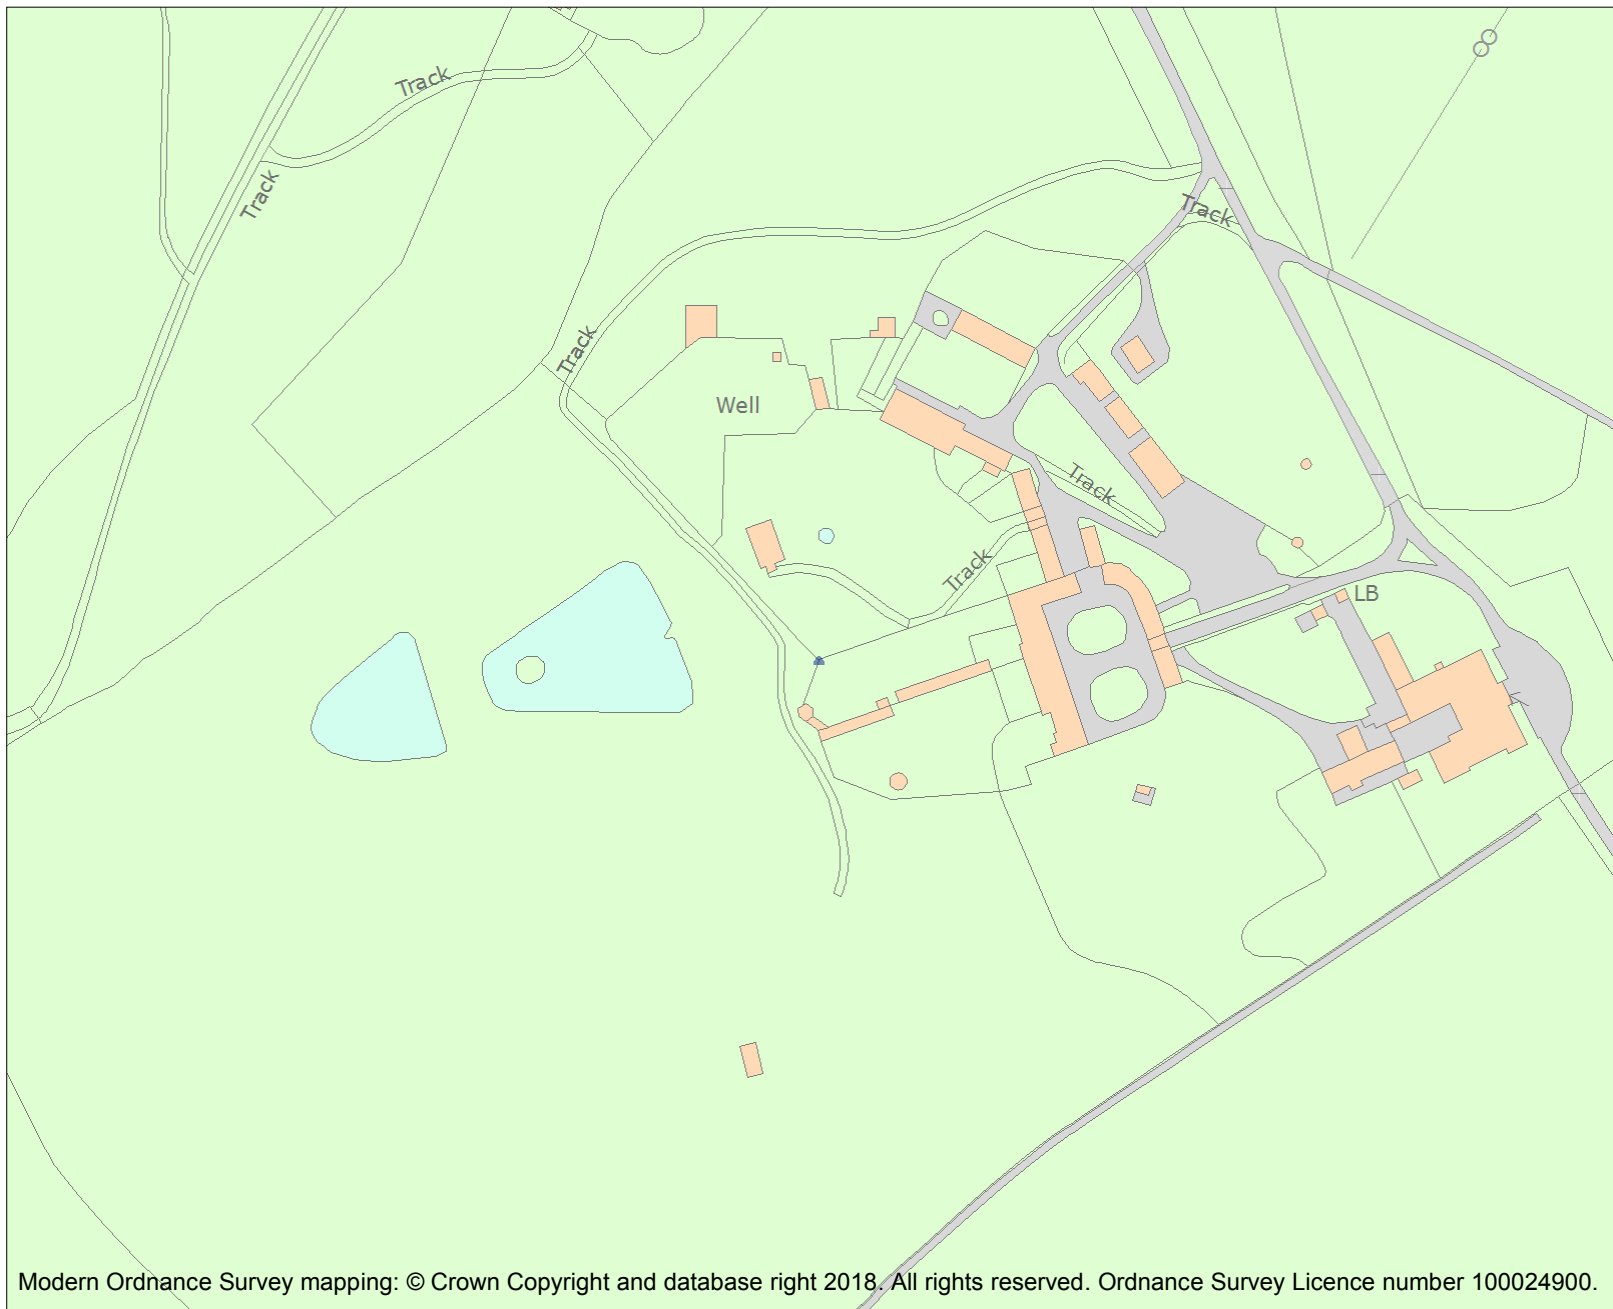 Track
Track
Track
Track
Well
Track
Track
LB
Modern Ordnance Survey mapping: © Crown Copyright and database right 2018. All rights reserved. Ordnance Survey Licence number 100024900.